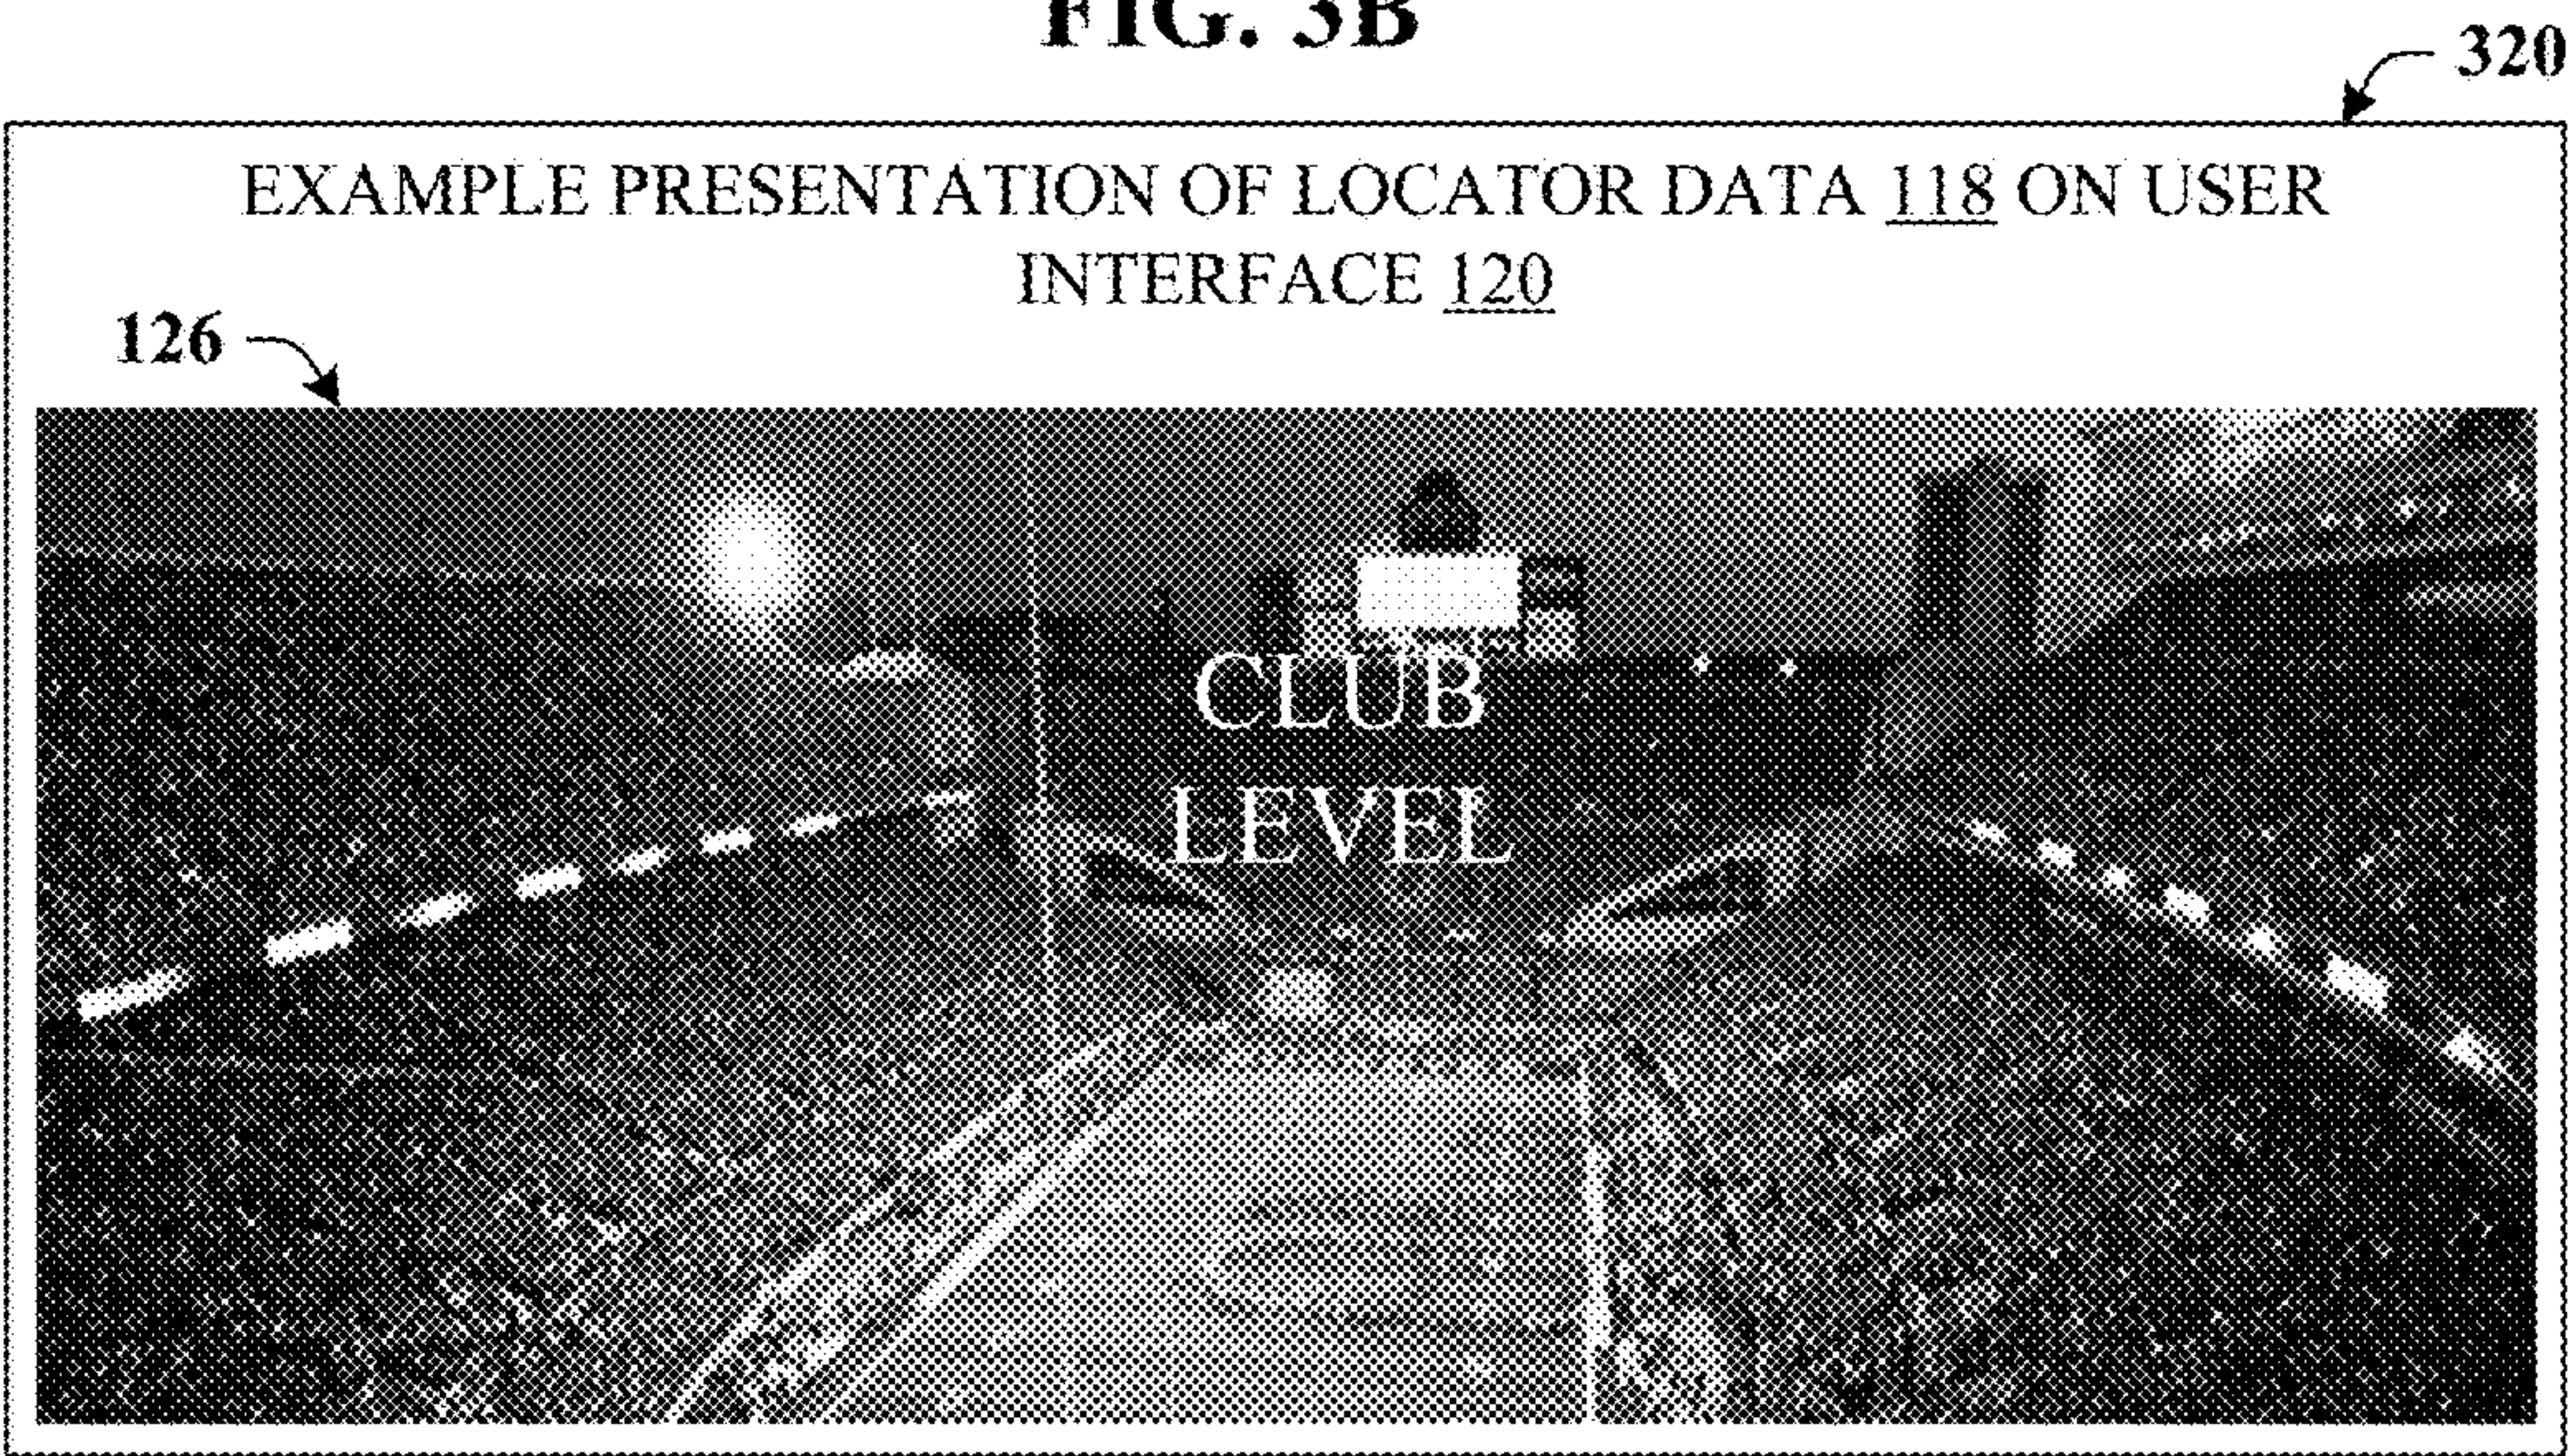 FIG. 3B
320
EXAMPLE PRESENTATION OF LOCATOR DATA 118 ON USER
INTERFACE 120
126
CLUB
LEVEL